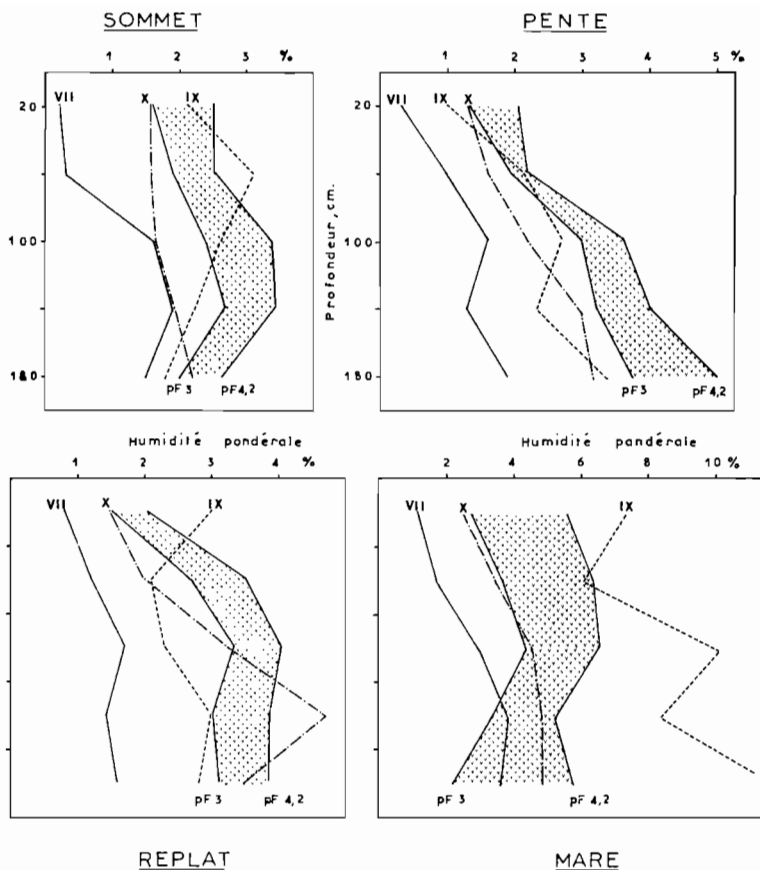 SOMMET
PENTE
1 2 3 %
1 2 3 4 5 %
VII X IX
VII IX X
20
100
180
Profondeur, cm.
20
100
180
pF 3 pF 4,2
pF 3 pF 4,2
Humidité pondérale
Humidité pandérale
1 2 3 4 %
2 4 6 8 10 %
VII X IX
VII X IX
pF 3 pF 4,2
pF 3 pF 4,2
REPLAT
MARE